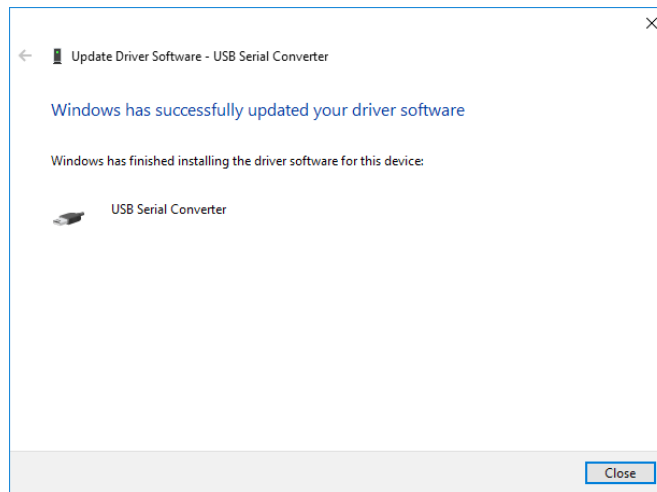 Update Driver Software - USB Serial Converter
Windows has successfully updated your driver software
Windows has finished installing the driver software for this device:
USB Serial Converter
Close